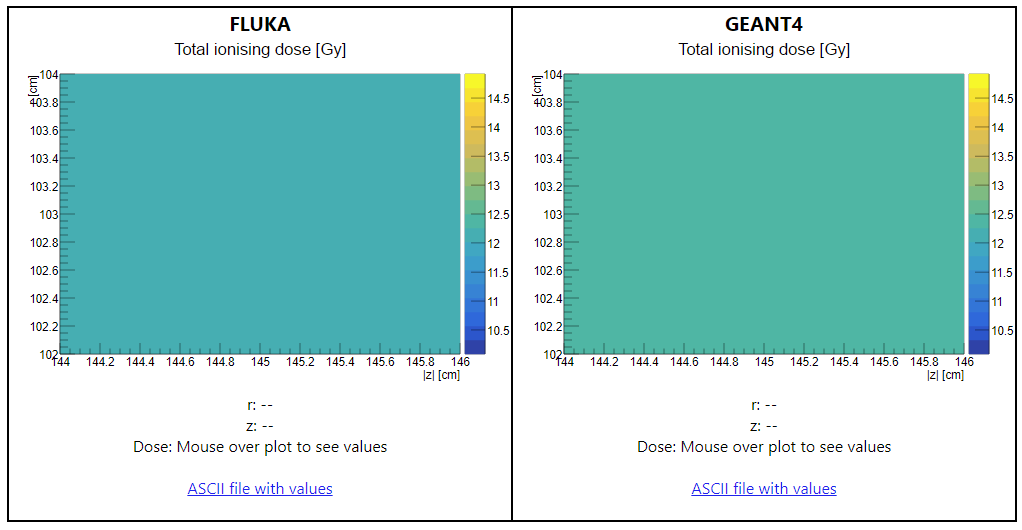 FLUKA
Total ionising dose [Gy]
r [cm]
104
103.8
103.6
103.4
103.2
103
102.8
102.6
102.4
102.2
102
144 144.2 144.4 144.6 144.8 145 145.2 145.4 145.6 145.8 146
|z| [cm]
14.5
14
13.5
13
12.5
12
11.5
11
10.5
r: --
z: --
Dose: Mouse over plot to see values
ASCII file with values
GEANT4
Total ionising dose [Gy]
r [cm]
104
103.8
103.6
103.4
103.2
103
102.8
102.6
102.4
102.2
102
144 144.2 144.4 144.6 144.8 145 145.2 145.4 145.6 145.8 146
|z| [cm]
14.5
14
13.5
13
12.5
12
11.5
11
10.5
r: --
z: --
Dose: Mouse over plot to see values
ASCII file with values